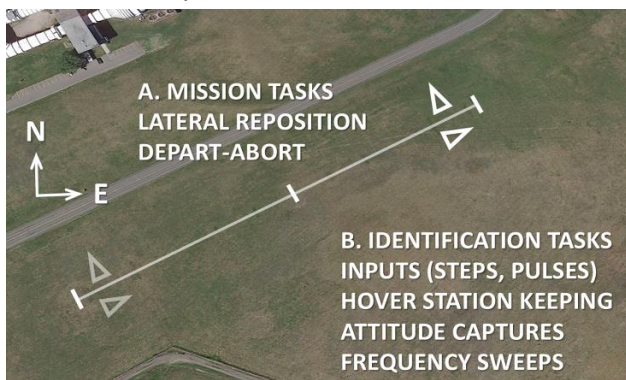 A. MISSION TASKS
LATERAL REPOSITION
DEPART-ABORT
N
E
B. IDENTIFICATION TASKS
INPUTS (STEPS, PULSES)
HOVER STATION KEEPING
ATTITUDE CAPTURES
FREQUENCY SWEEPS